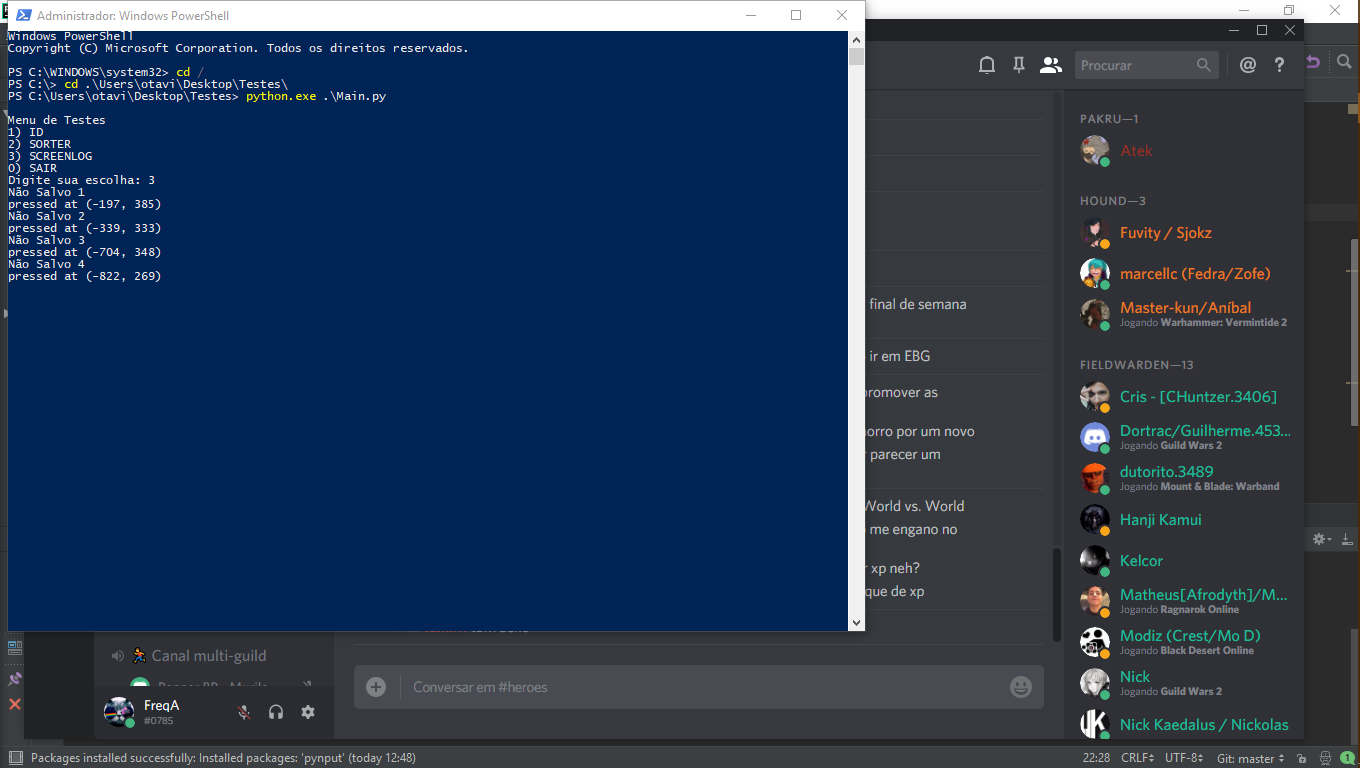 Administrador: Windows PowerShell
Windows PowerShell
Copyright (C) Microsoft Corporation. Todos os direitos reservados.
PS C:\WINDOWS\system32> cd /
PS C:\> cd .\Users\otavi\Desktop\Testes\
PS C:\Users\otavi\Desktop\Testes> python.exe .\Main.py
Menu de Testes
1) ID
2) SORTER
3) SCREENLOG
0) SAIR
Digite sua escolha: 3
Não Salvo 1
pressed at (-197, 385)
Não Salvo 2
pressed at (-339, 333)
Não Salvo 3
pressed at (-704, 348)
Não Salvo 4
pressed at (-822, 269)
Procurar
final de semana
ir em EBG
promover as
por um novo
parecer um
World vs. World
me engano no
xp neh?
que de xp
Canal multi-guild
FreqA
#0785
Conversar em #heroes
PAKRU—1
Atek
HOUND—3
Fuvity / Sjokz
marcellc (Fedra/Zofe)
Master-kun/Aníbal
Jogando Warhammer: Vermintide 2
FIELDWARDEN—13
Cris - [CHuntzer.3406]
Dortrac/Guilherme.453...
Jogando Guild Wars 2
dutorito.3489
Jogando Mount & Blade: Warband
Hanji Kamui
Kelcor
Matheus[Afrodyth]/M...
Jogando Ragnarok Online
Modiz (Crest/Mo D)
Jogando Black Desert Online
Nick
Jogando Guild Wars 2
Nick Kaedalus / Nickolas
Packages installed successfully: Installed packages: 'pynput' (today 12:48)
22:28 CRLF UTF-8 Git: master 1